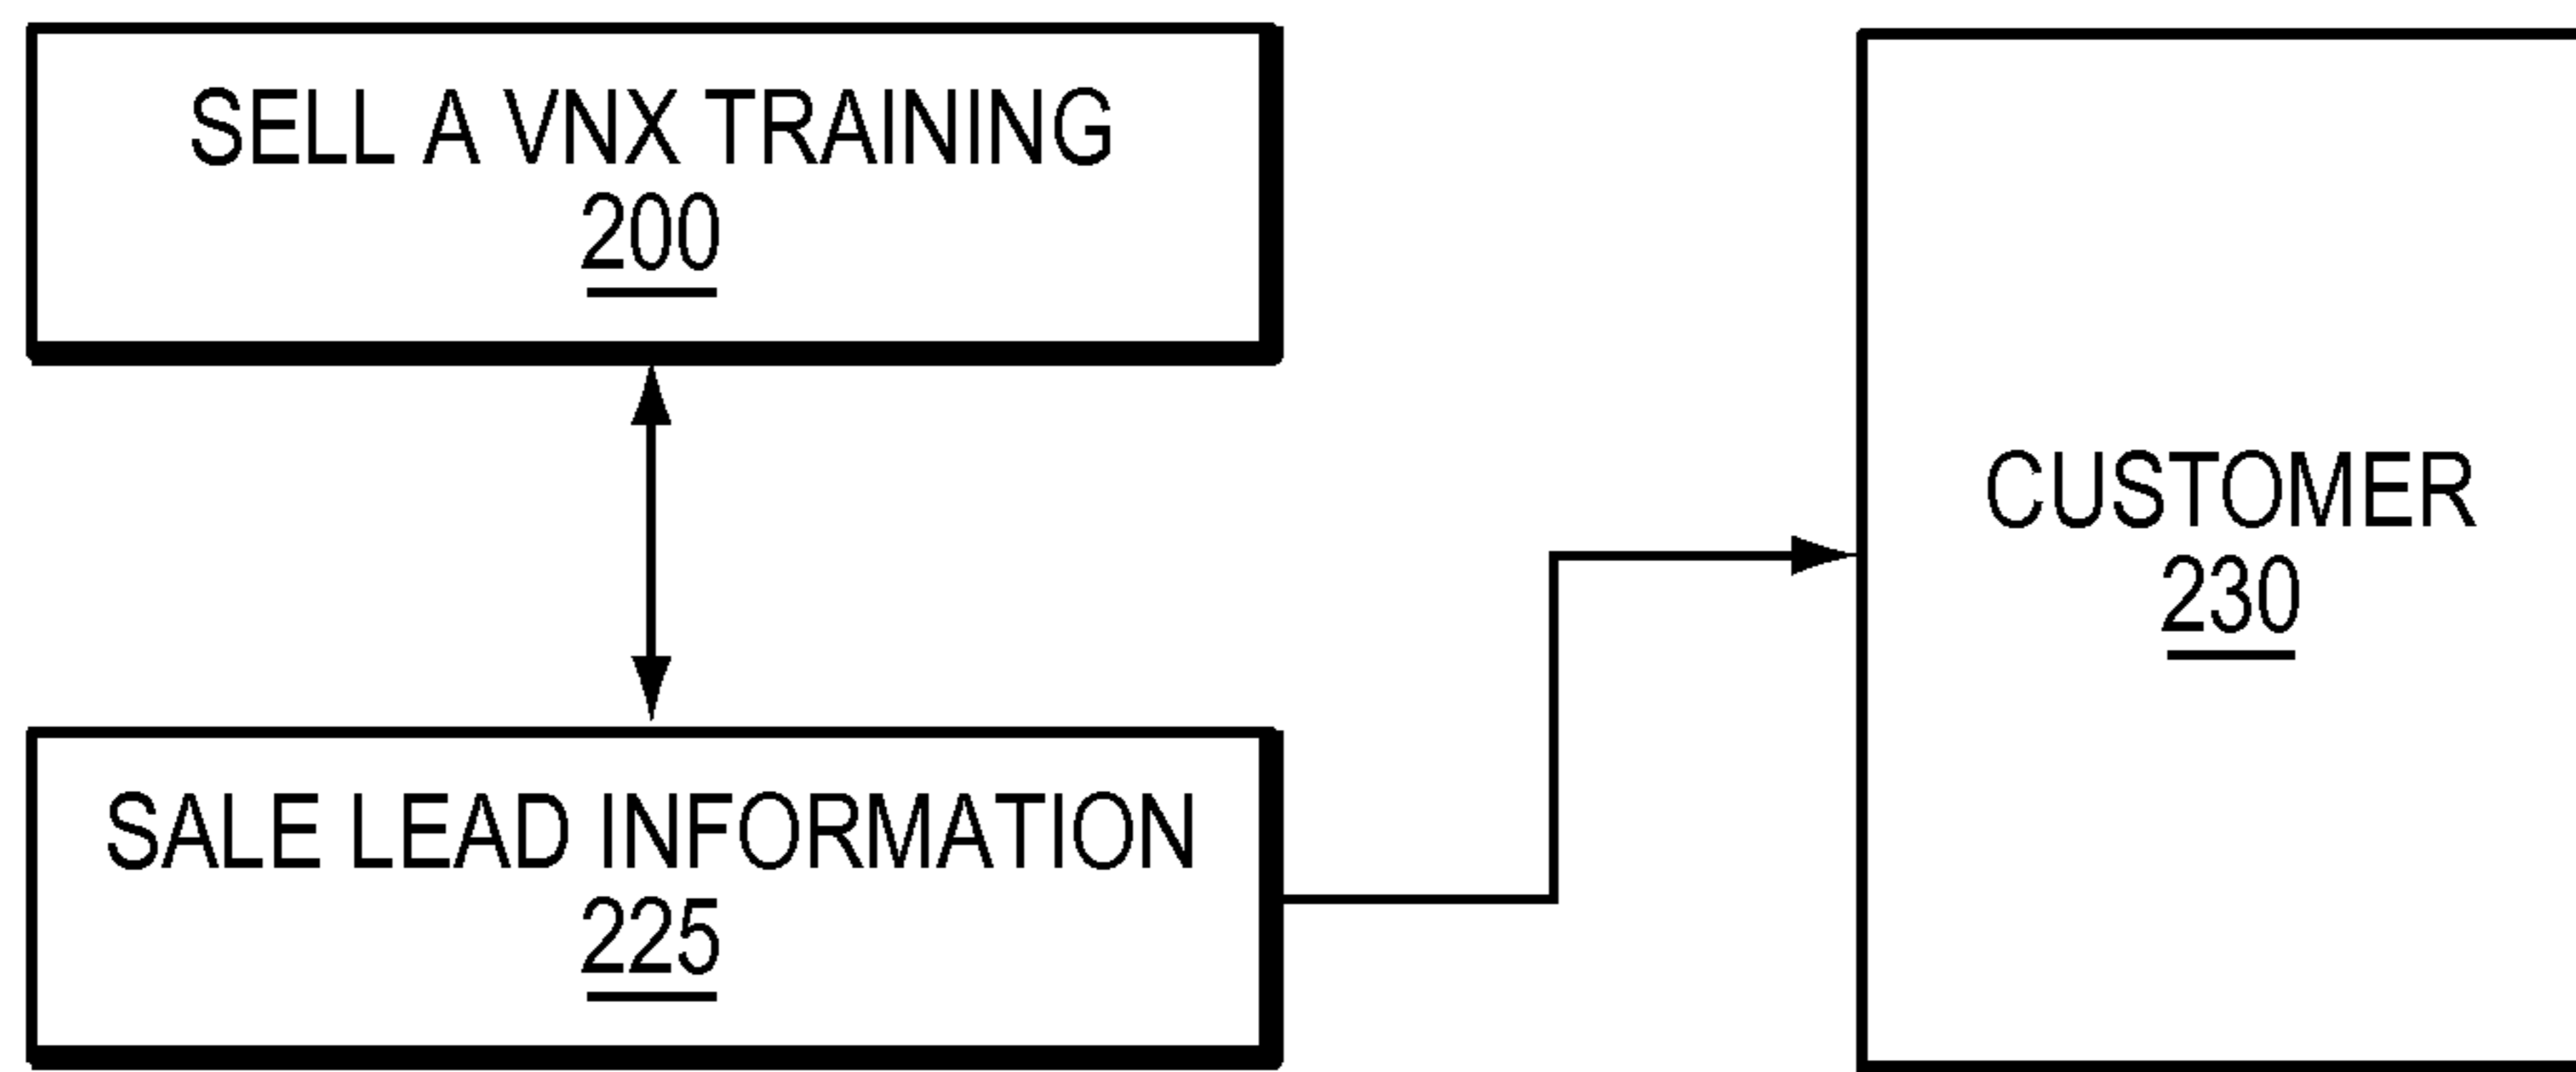 SELL A VNX TRAINING
200
CUSTOMER
230
SALE LEAD INFORMATION
225